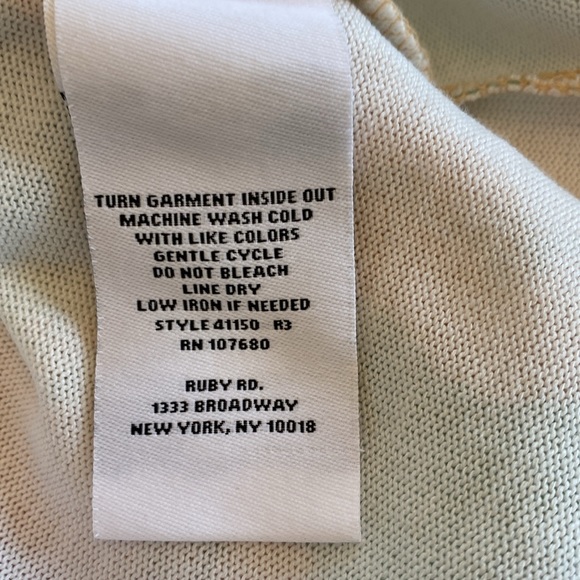 TURN GARMENT INSIDE OUT
MACHINE WASH COLD
WITH LIKE COLORS
GENTLE CYCLE
DO NOT BLEACH
LINE DRY
LOW IRON IF NEEDED
STYLE 41150 R3
RN 107680
RUBY RD.
1333 BROADWAY
NEW YORK, NY 10018